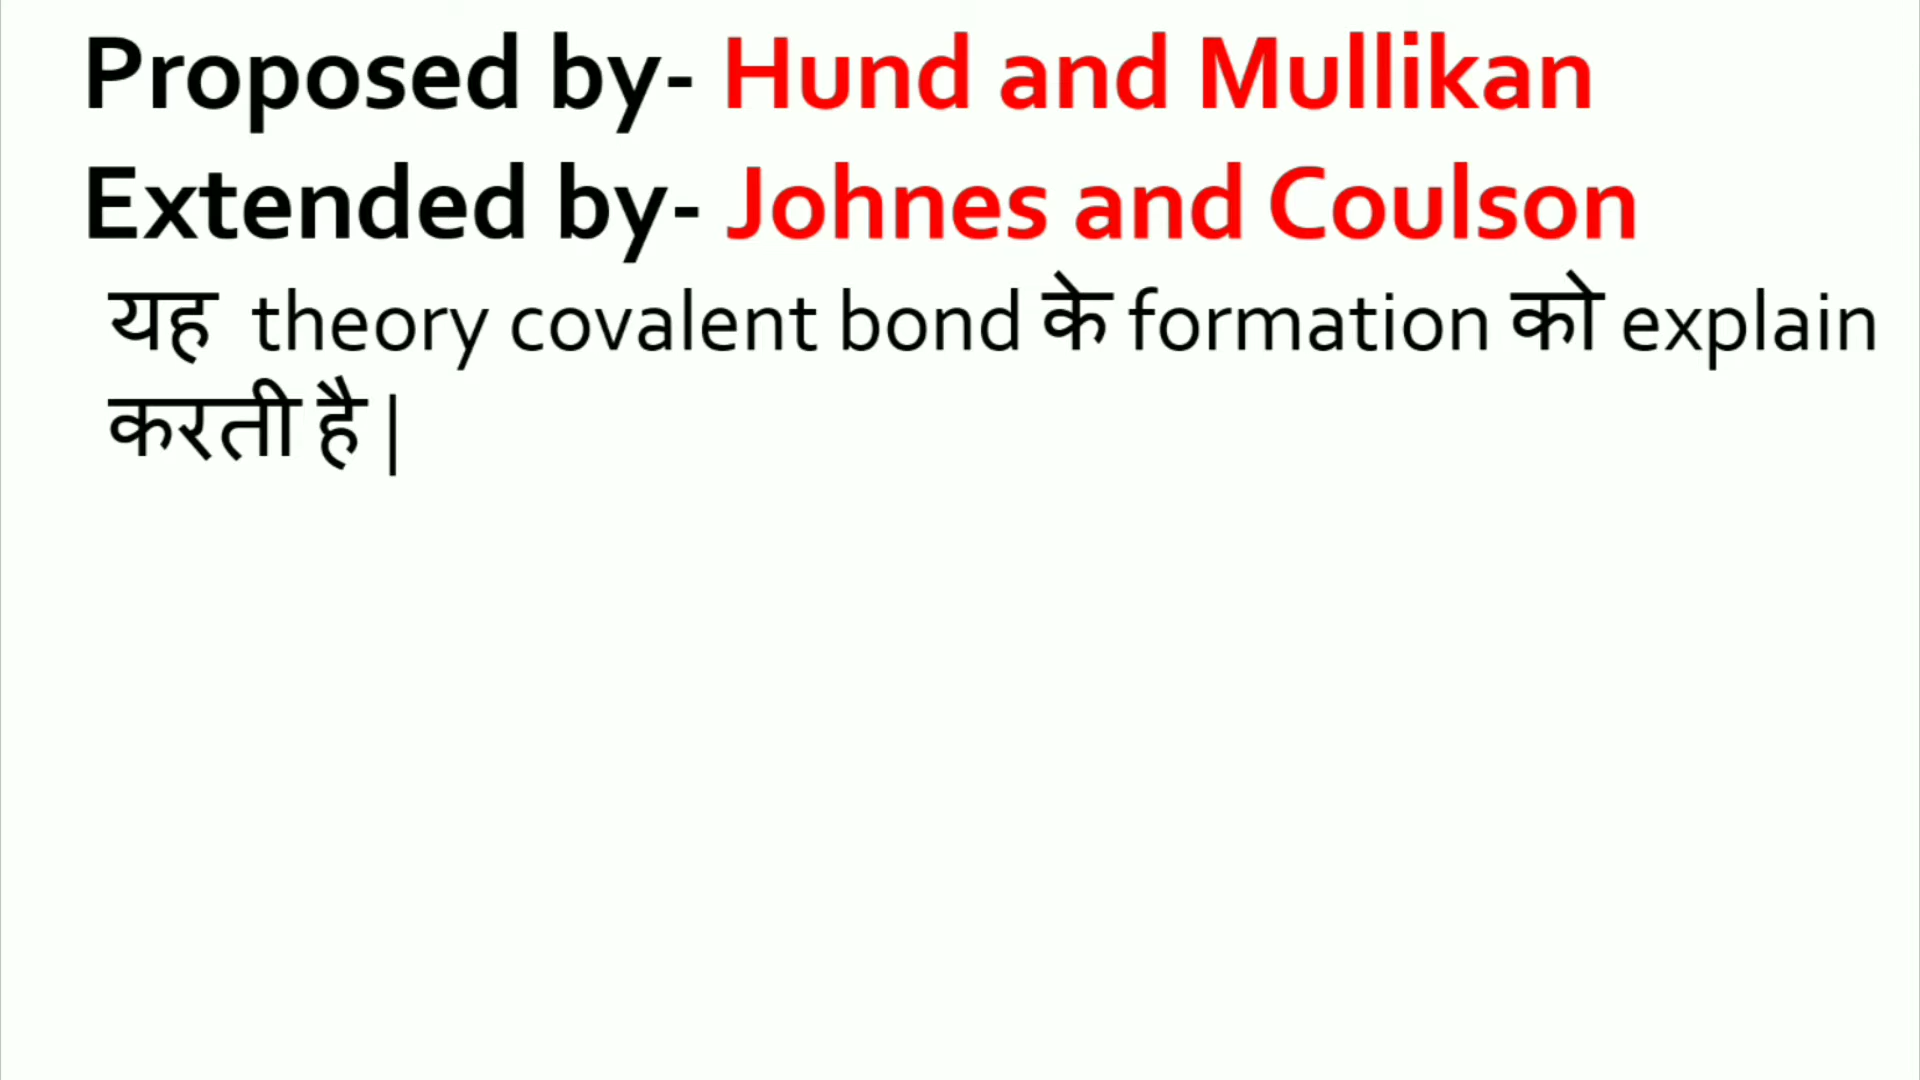 Proposed by- Hund and Mullikan
Extended by- Johnes and Coulson
यह theory covalent bond के formation को explain
करती है |